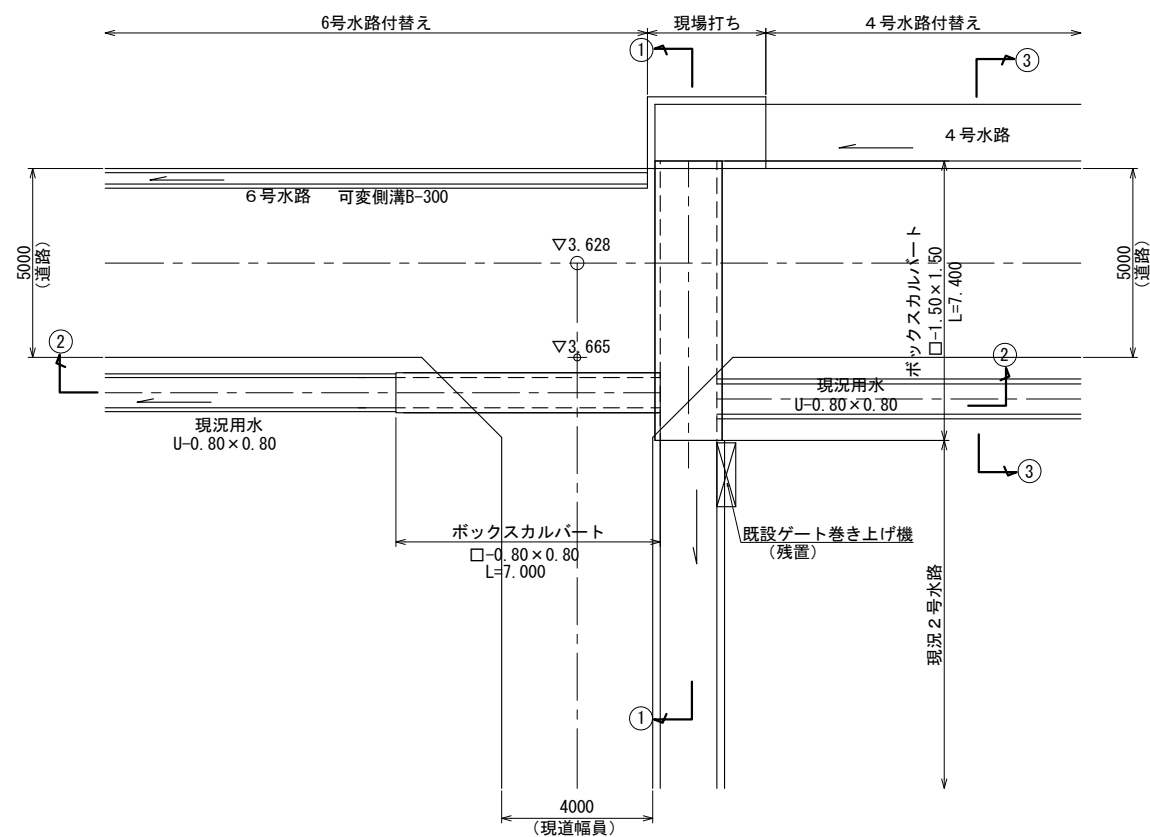 6号水路付替え
現場打ち
4号水路付替え
①
③
4号水路
6号水路 可変側溝B-300
5000
(道路)
▽3.628
ボックスカルバート
□-1.50×1.50
L=7.400
5000
(道路)
②
▽3.665
②
現況用水
U-0.80×0.80
現況用水
U-0.80×0.80
③
ボックスカルバート
□-0.80×0.80
L=7.000
既設ゲート巻き上げ機
(残置)
現況2号水路
①
4000
(現道幅員)